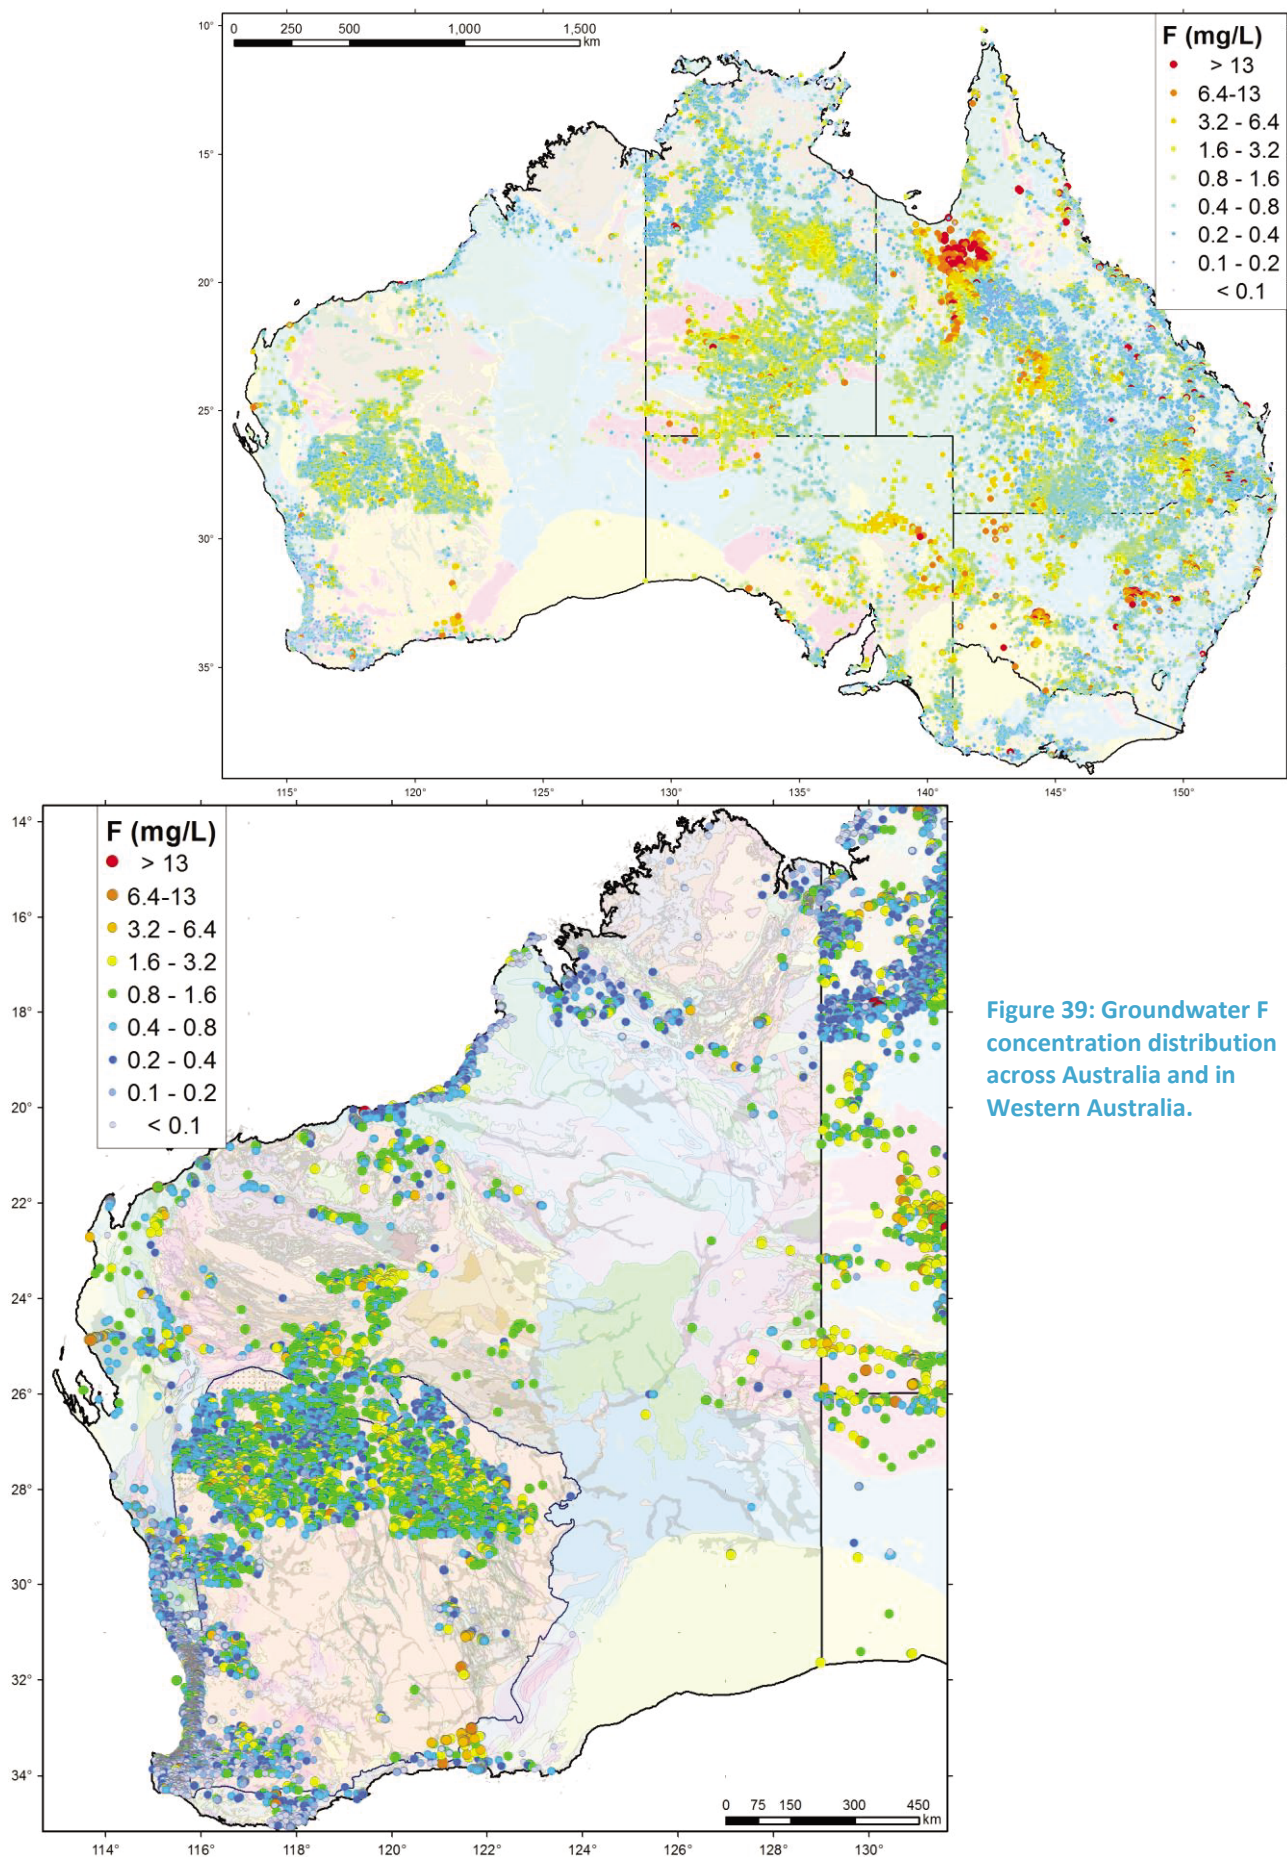 0 250 500 1,000 1,500
km
F (mg/L)
> 13
6.4-13
3.2 - 6.4
1.6 - 3.2
0.8 - 1.6
0.4 - 0.8
0.2 - 0.4
0.1 - 0.2
< 0.1
10°
15°
20°
25°
30°
35°
115° 120° 125° 130° 135° 140° 145° 150°
F (mg/L)
> 13
6.4-13
3.2 - 6.4
1.6 - 3.2
0.8 - 1.6
0.4 - 0.8
0.2 - 0.4
0.1 - 0.2
< 0.1
14°
16°
18°
20°
22°
24°
26°
28°
30°
32°
34°
0 75 150 300 450
km
114° 116° 118° 120° 122° 124° 126° 128° 130°
Figure 39: Groundwater F
concentration distribution
across Australia and in
Western Australia.